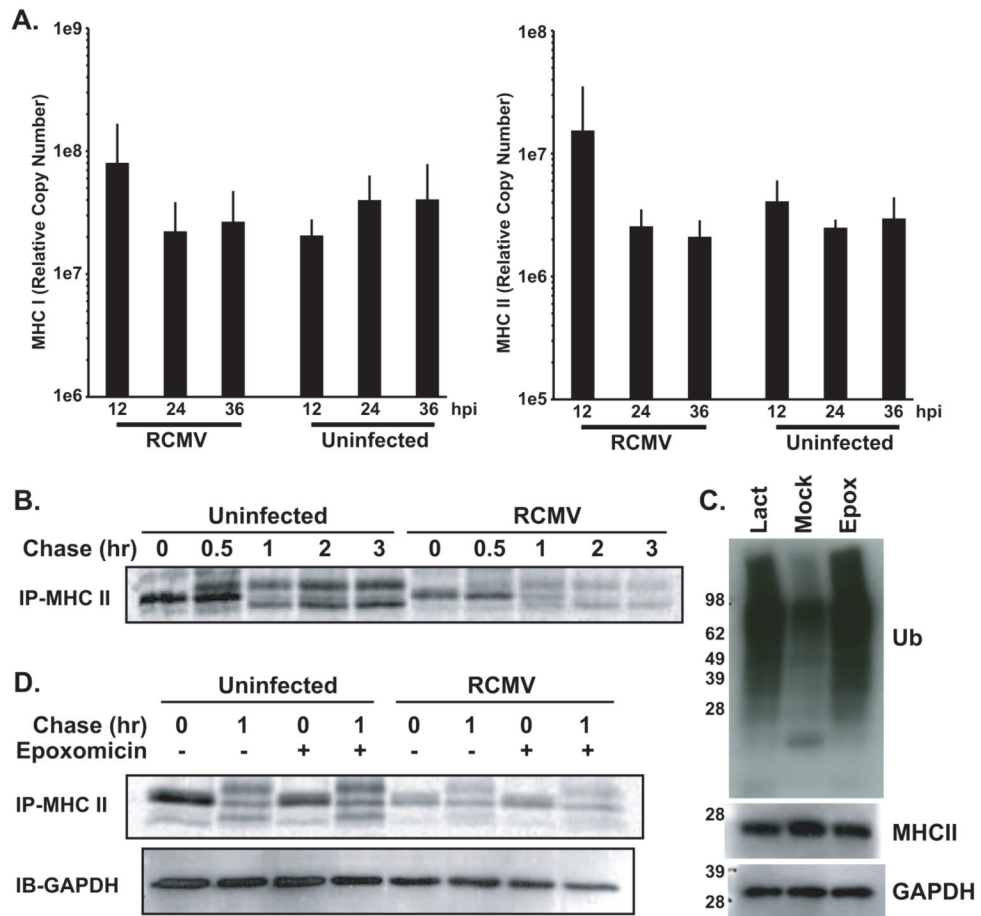 A.
MHC I (Relative Copy Number)
1e9
1e8
1e7
1e6
12 24 36 12 24 36 hpi
RCMV Uninfected
MHC II (Relative Copy Number)
1e8
1e7
1e6
1e5
12 24 36 12 24 36 hpi
RCMV Uninfected
B.
Uninfected RCMV
Chase (hr) 0 0.5 1 2 3 0 0.5 1 2 3
IP-MHC II
C.
Lact Mock Epox
98
62
49
39
28
Ub
28
MHCII
39
28
GAPDH
D.
Uninfected RCMV
Chase (hr) 0 1 0 1 0 1 0 1
Epoxomicin - - + + - - + +
IP-MHC II
IB-GAPDH